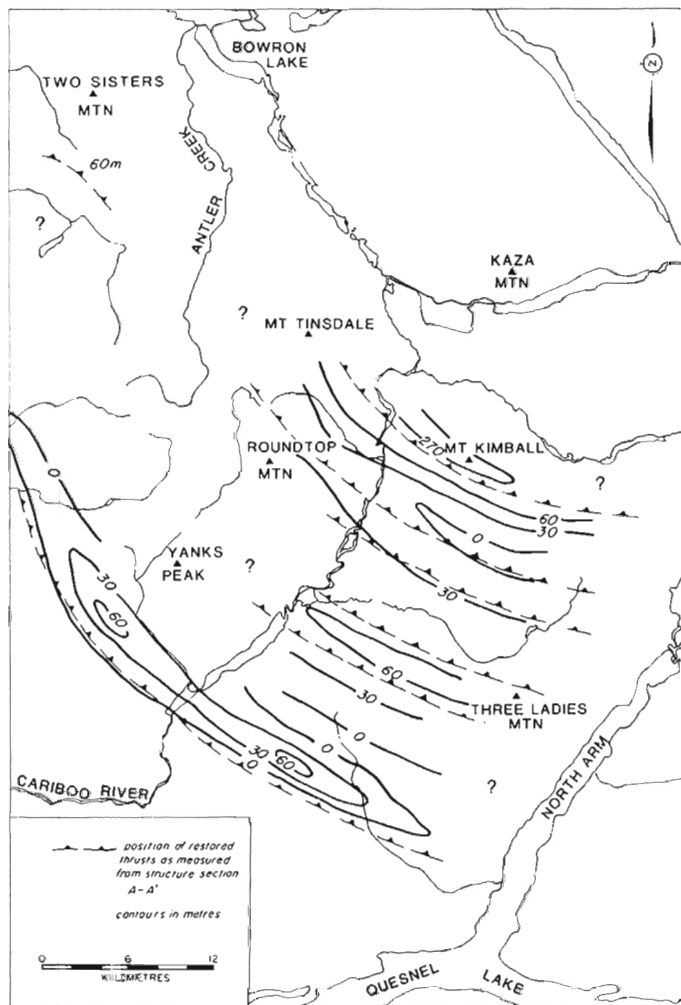 BOWRON
LAKE
TWO SISTERS
MTN
60m
?
ANTLER CREEK
N
KAZA
MTN
?
MT TINSDALE
270
MT KIMBALL
ROUNDTOP
MTN
?
60
30
0
30
0
YANKS
PEAK
30
60
?
60
30
0
THREE LADIES
MTN
0
30
60
0
?
CARIBOO RIVER
NORTH ARM
position of restored
thrusts as measured
from structure section
A-A'
contours in metres
0 6 12
KILOMETRES
QUESNEL LAKE